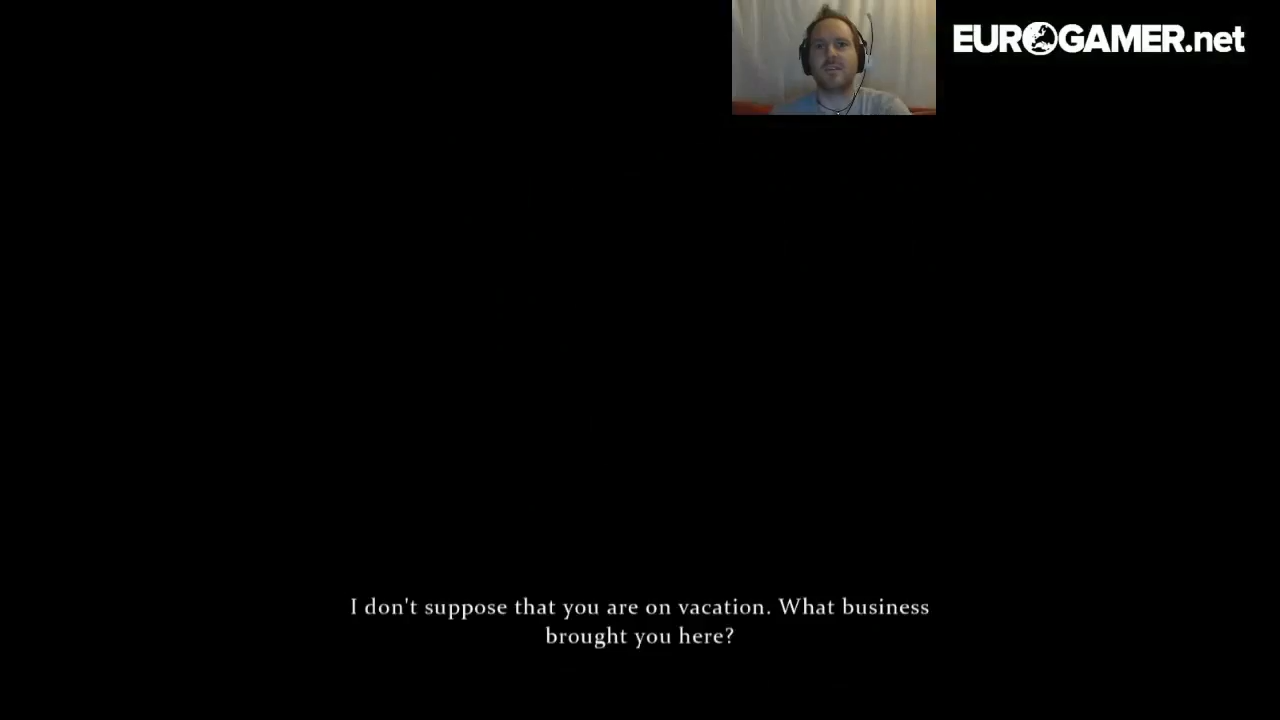 EUROGAMER.net
I don't suppose that you are on vacation. What business
brought you here?